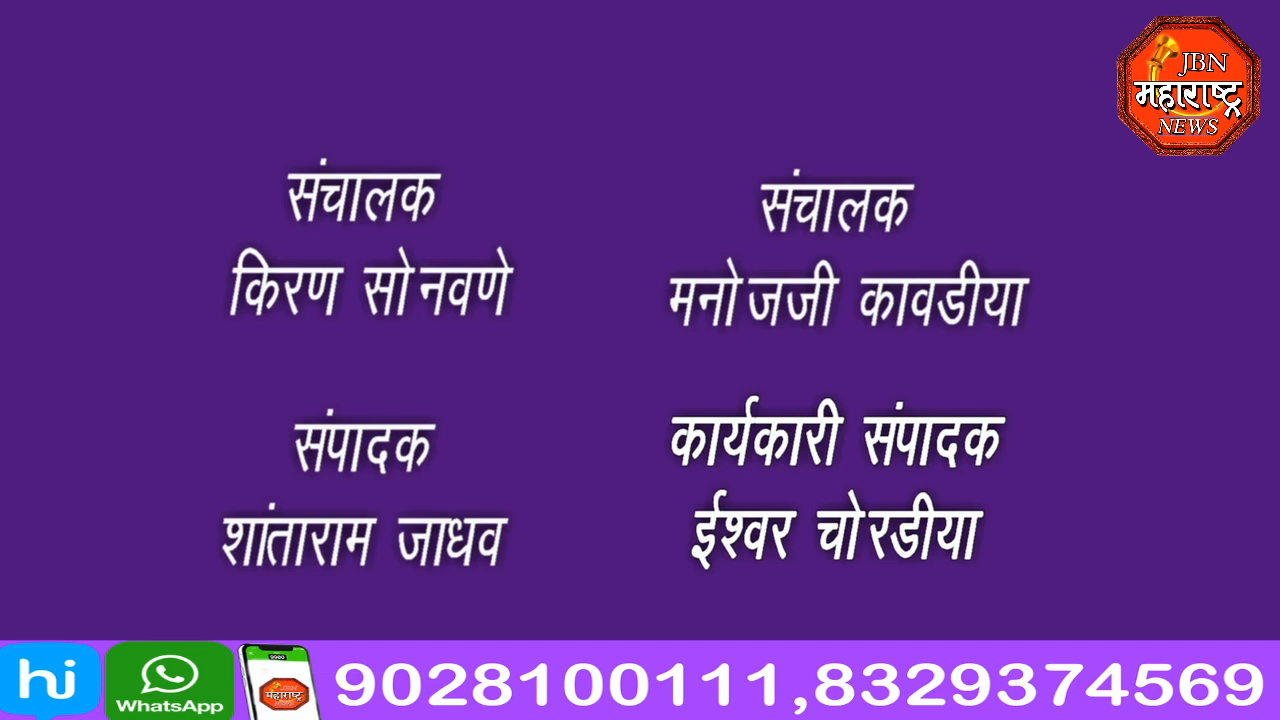 JBN
महाराष्ट्र
NEWS
संचालक
किरण सोनवणे
संचालक
मनोजजी कावडीया
संपादक
शांताराम जाधव
कार्यकारी संपादक
ईश्वर चोरडीया
hi
WhatsApp
महाराष्ट्र
9028100111,8329374569